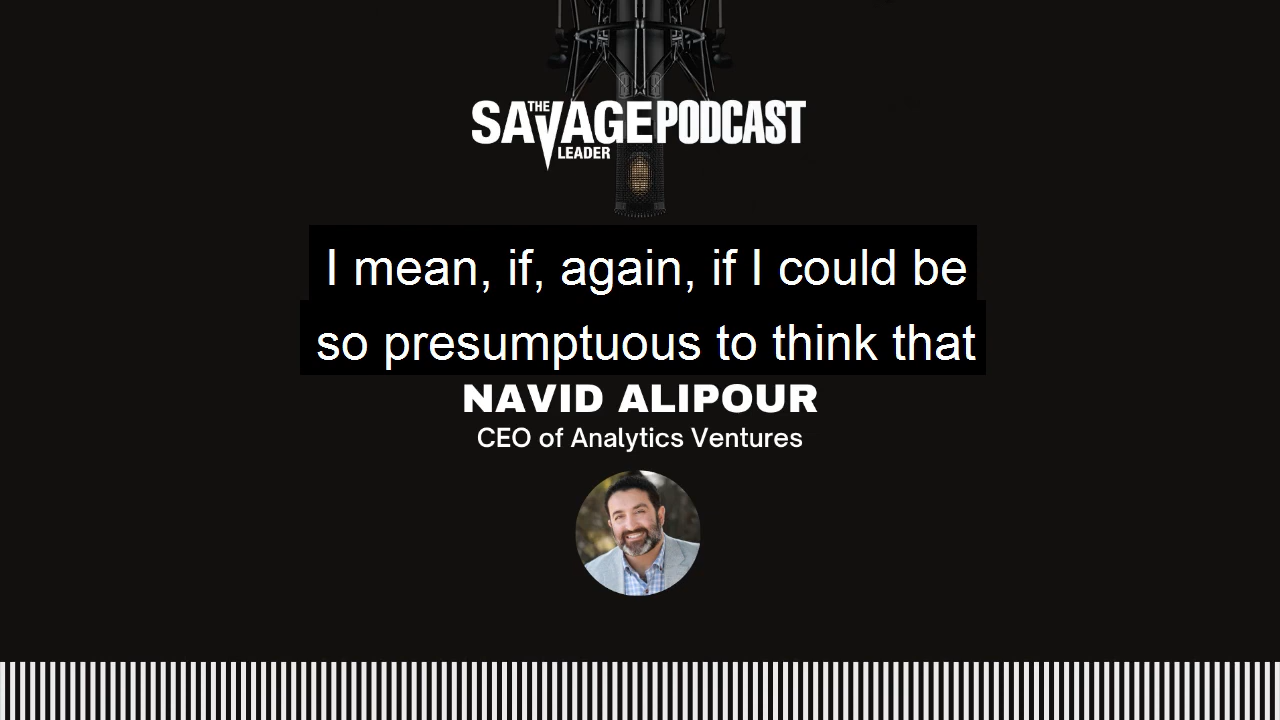 THE SAVAGE PODCAST
LEADER
I mean, if, again, if I could be
so presumptuous to think that
NAVID ALIPOUR
CEO of Analytics Ventures